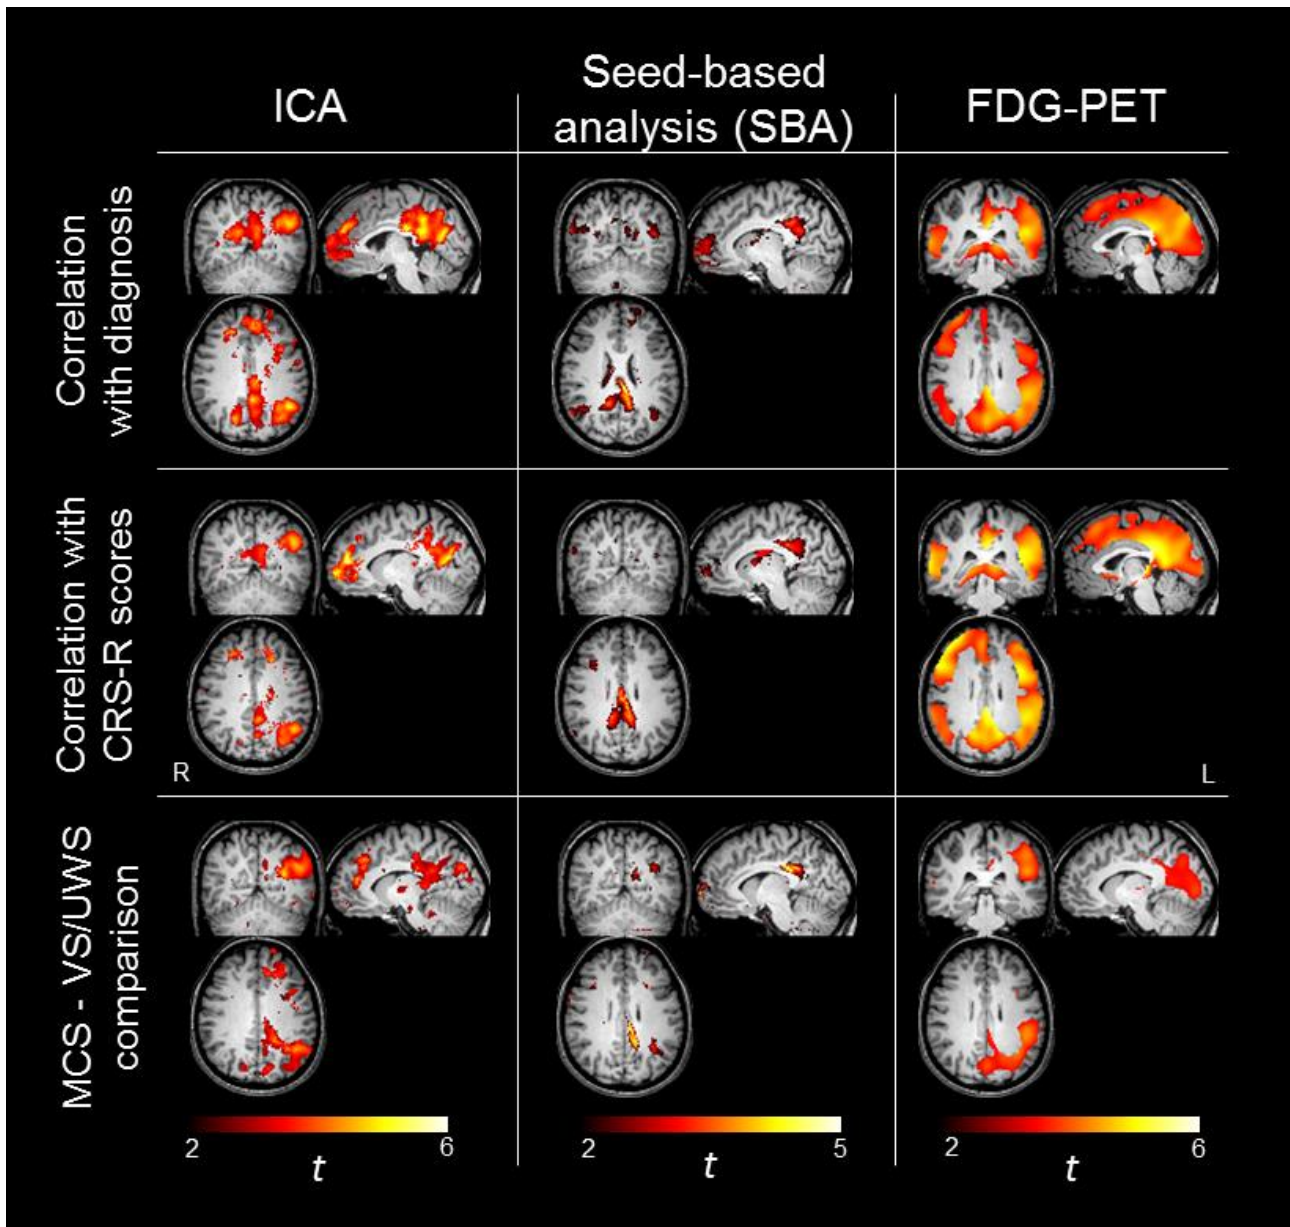 ICA
Seed-based
analysis (SBA)
FDG-PET
Correlation
with diagnosis
Correlation with
CRS-R scores
R
L
MCS - VS/UWS
comparison
2 6
t
2 5
t
2 6
t